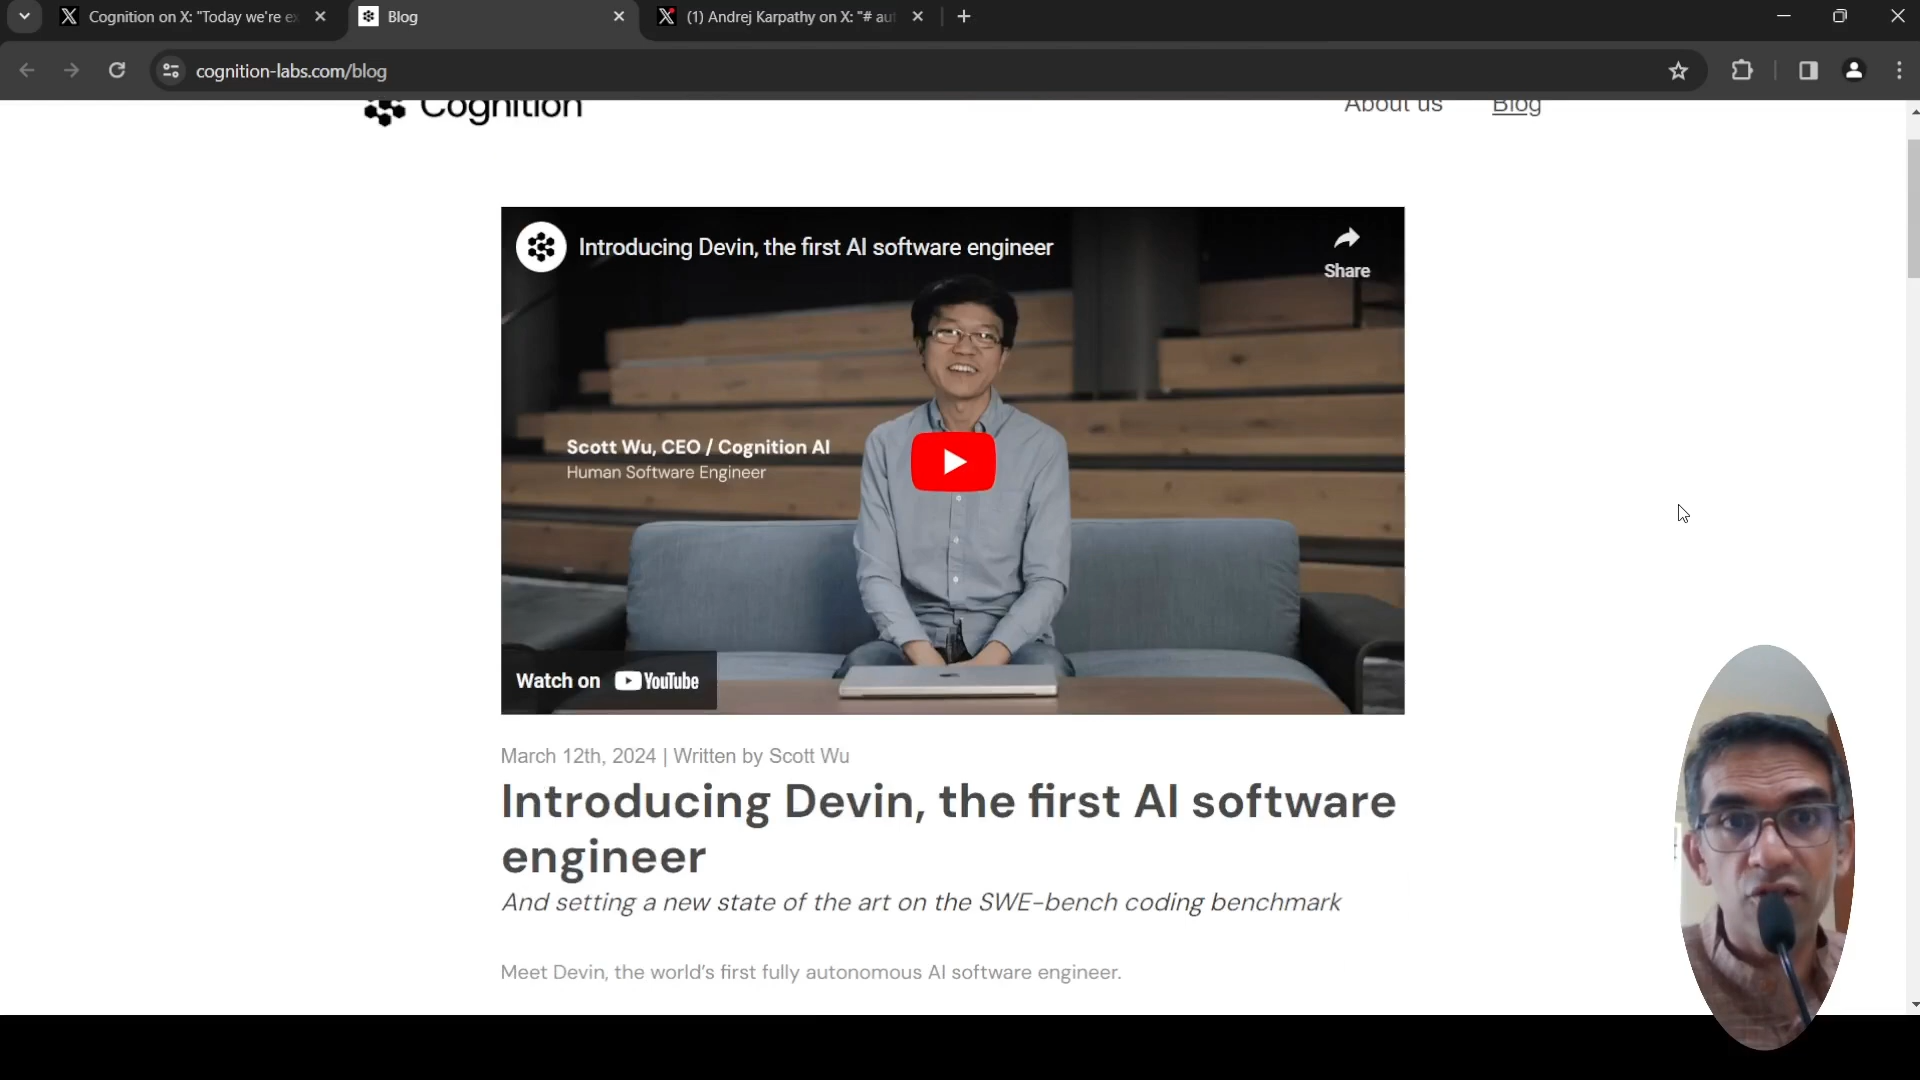 Cognition on X: "Today we're ex
Blog
(1) Andrej Karpathy on X: "# aut
cognition-labs.com/blog
Cognition
About us
Blog
Introducing Devin, the first AI software engineer
Share
Scott Wu, CEO / Cognition AI
Human Software Engineer
Watch on YouTube
March 12th, 2024 | Written by Scott Wu
Introducing Devin, the first AI software
engineer
And setting a new state of the art on the SWE-bench coding benchmark
Meet Devin, the world's first fully autonomous AI software engineer.